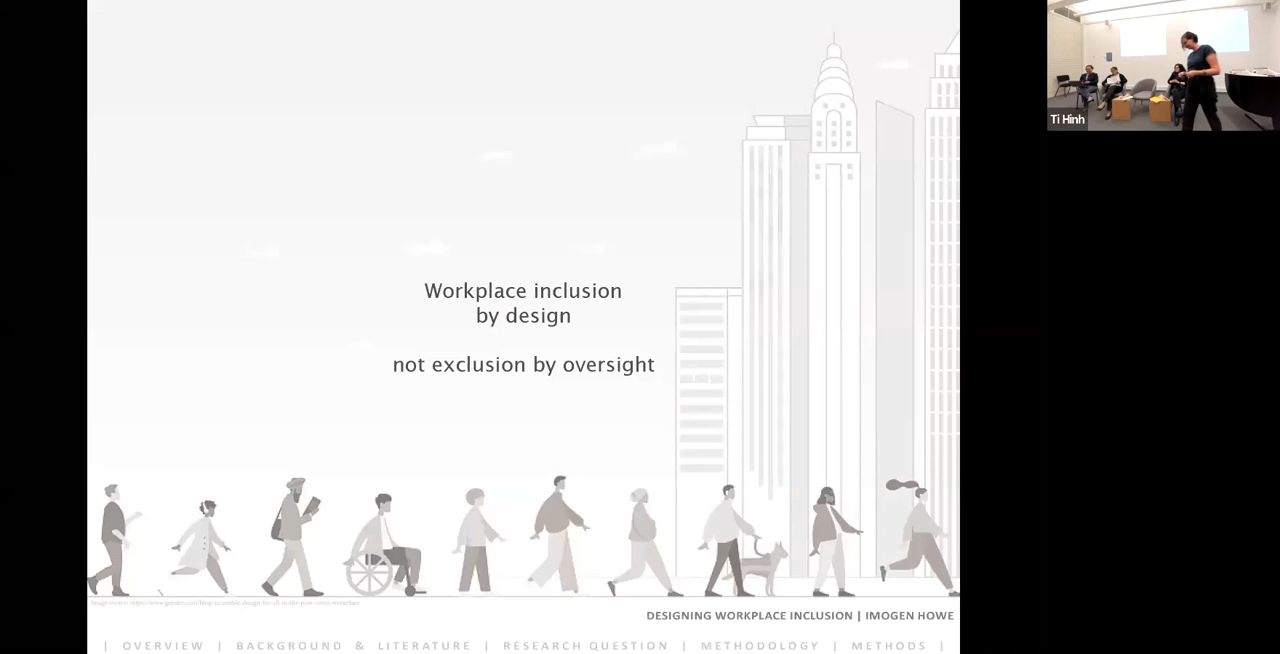 Workplace inclusion
by design
not exclusion by oversight
Ti Hinh
DESIGNING WORKPLACE INCLUSION | IMOGEN HOWE
| OVERVIEW | BACKGROUND & LITERATURE | RESEARCH QUESTION | METHODOLOGY | METHODS |